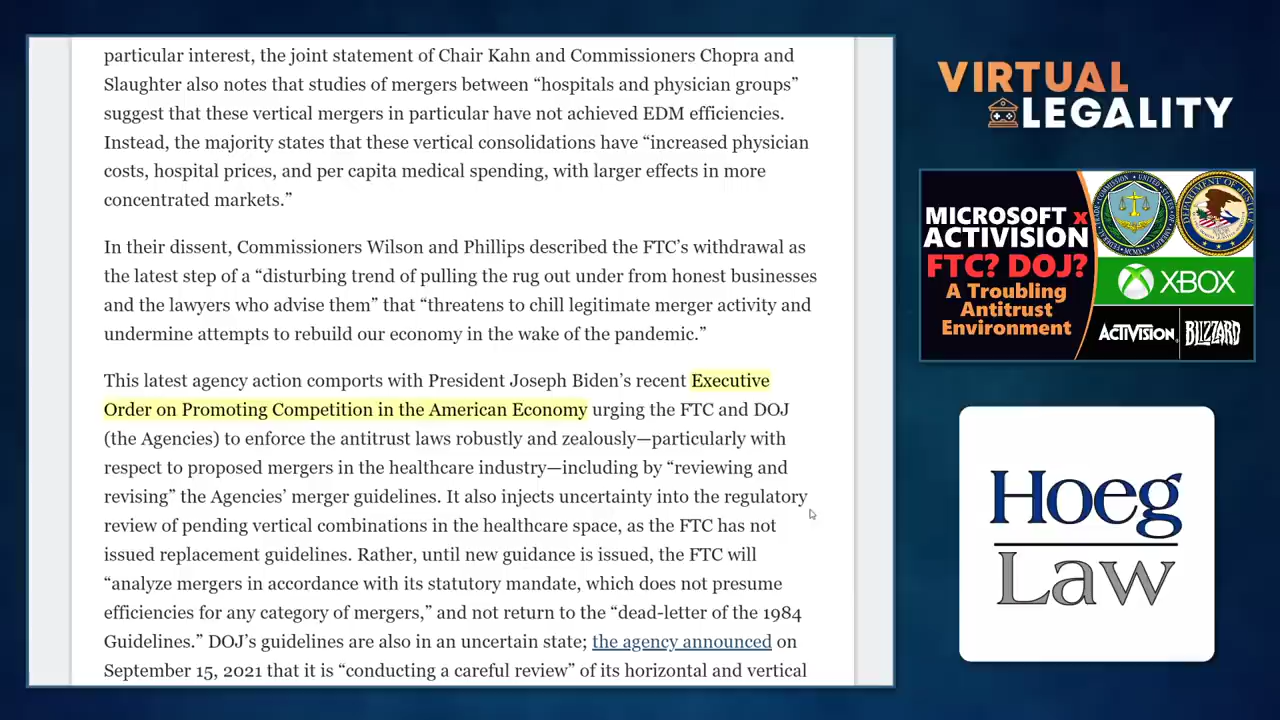 particular interest, the joint statement of Chair Kahn and Commissioners Chopra and
Slaughter also notes that studies of mergers between “hospitals and physician groups”
suggest that these vertical mergers in particular have not achieved EDM efficiencies.
Instead, the majority states that these vertical consolidations have “increased physician
costs, hospital prices, and per capita medical spending, with larger effects in more
concentrated markets.”
In their dissent, Commissioners Wilson and Phillips described the FTC’s withdrawal as
the latest step of a “disturbing trend of pulling the rug out under from honest businesses
and the lawyers who advise them” that “threatens to chill legitimate merger activity and
undermine attempts to rebuild our economy in the wake of the pandemic.”
This latest agency action comports with President Joseph Biden’s recent Executive
Order on Promoting Competition in the American Economy urging the FTC and DOJ
(the Agencies) to enforce the antitrust laws robustly and zealously—particularly with
respect to proposed mergers in the healthcare industry—including by “reviewing and
revising” the Agencies’ merger guidelines. It also injects uncertainty into the regulatory
review of pending vertical combinations in the healthcare space, as the FTC has not
issued replacement guidelines. Rather, until new guidance is issued, the FTC will
“analyze mergers in accordance with its statutory mandate, which does not presume
efficiencies for any category of mergers,” and not return to the “dead-letter of the 1984
Guidelines.” DOJ’s guidelines are also in an uncertain state; the agency announced on
September 15, 2021 that it is “conducting a careful review” of its horizontal and vertical
VIRTUAL
LEGALITY
MICROSOFT x
ACTIVISION
FTC? DOJ?
A Troubling
Antitrust
Environment
XBOX
ACTIVISION
BLIZZARD
Hoeg
Law